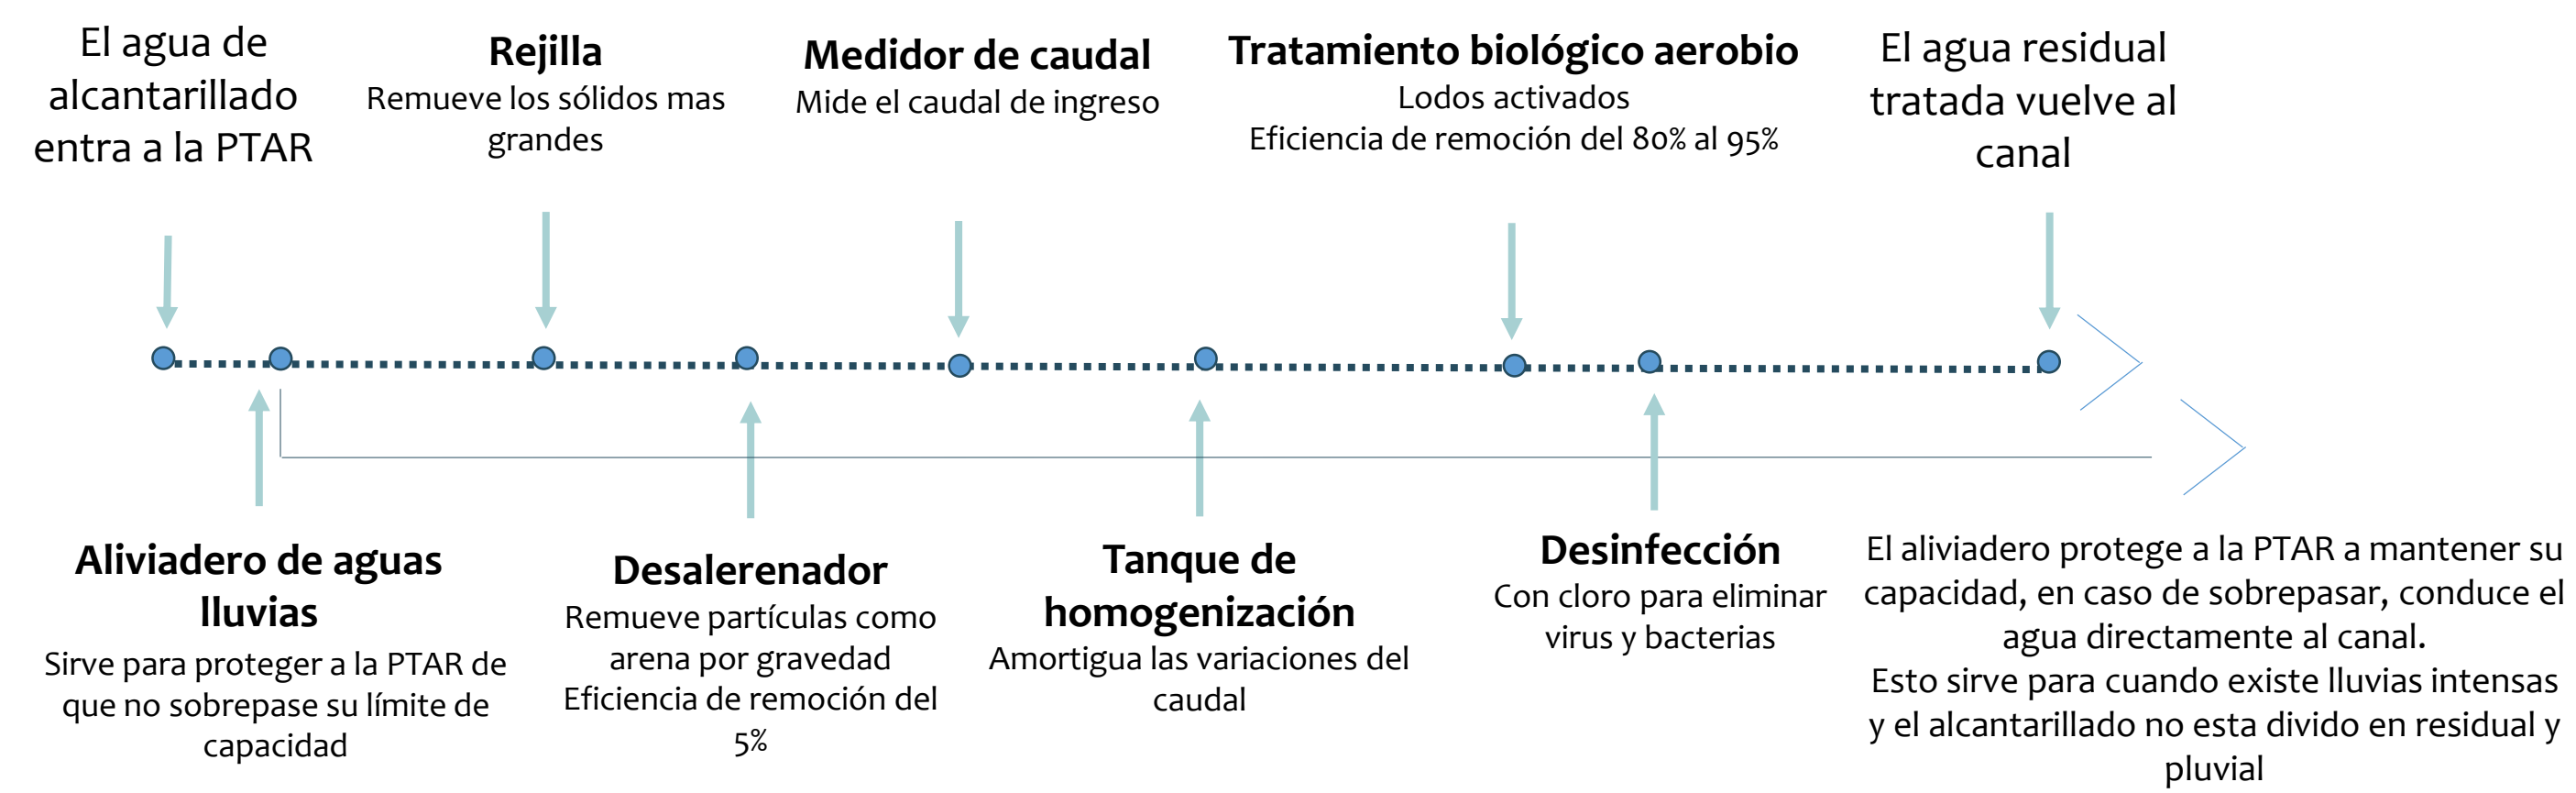 El agua de
alcantarillado
entra a la PTAR
Rejilla
Remueve los sólidos mas
grandes
Medidor de caudal
Mide el caudal de ingreso
Tratamiento biológico aerobio
Lodos activados
Eficiencia de remoción del 80% al 95%
El agua residual
tratada vuelve al
canal
Aliviadero de aguas
lluvias
Sirve para proteger a la PTAR de
que no sobrepase su límite de
capacidad
Desalerenador
Remueve partículas como
arena por gravedad
Eficiencia de remoción del
5%
Tanque de
homogenización
Amortigua las variaciones del
caudal
Desinfección
Con cloro para eliminar
virus y bacterias
El aliviadero protege a la PTAR a mantener su
capacidad, en caso de sobrepasar, conduce el
agua directamente al canal.
Esto sirve para cuando existe lluvias intensas
y el alcantarillado no esta divido en residual y
pluvial